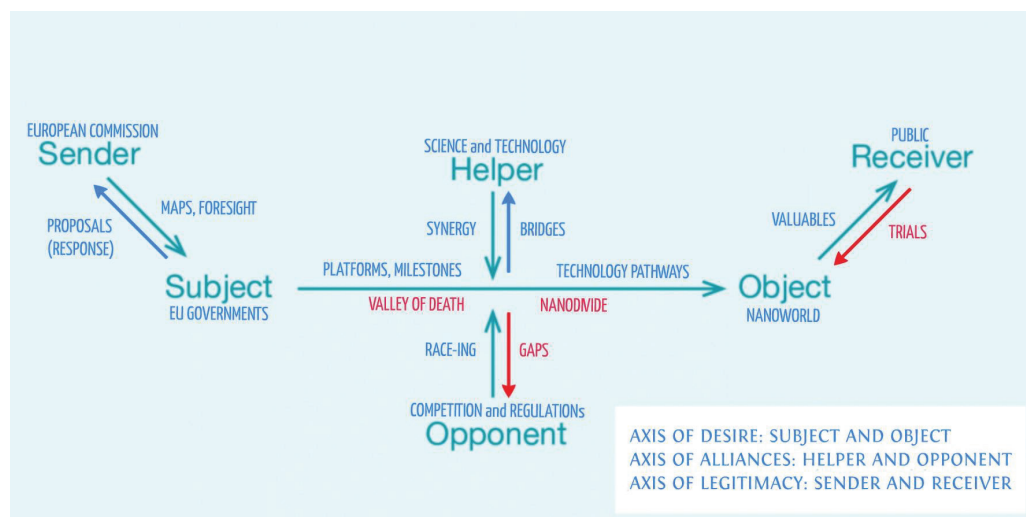 EUROPEAN COMMISSION
Sender
PROPOSALS
(RESPONSE)
MAPS, FORESIGHT
Subject
EU GOVERNMENTS
SCIENCE and TECHNOLOGY
Helper
SYNERGY
BRIDGES
PLATFORMS, MILESTONES
TECHNOLOGY PATHWAYS
VALLEY OF DEATH
NANODIVIDE
RACE-ING
GAPS
COMPETITION and REGULATIONs
Opponent
PUBLIC
Receiver
VALUABLES
TRIALS
Object
NANOWORLD
AXIS OF DESIRE: SUBJECT AND OBJECT
AXIS OF ALLIANCES: HELPER AND OPPONENT
AXIS OF LEGITIMACY: SENDER AND RECEIVER